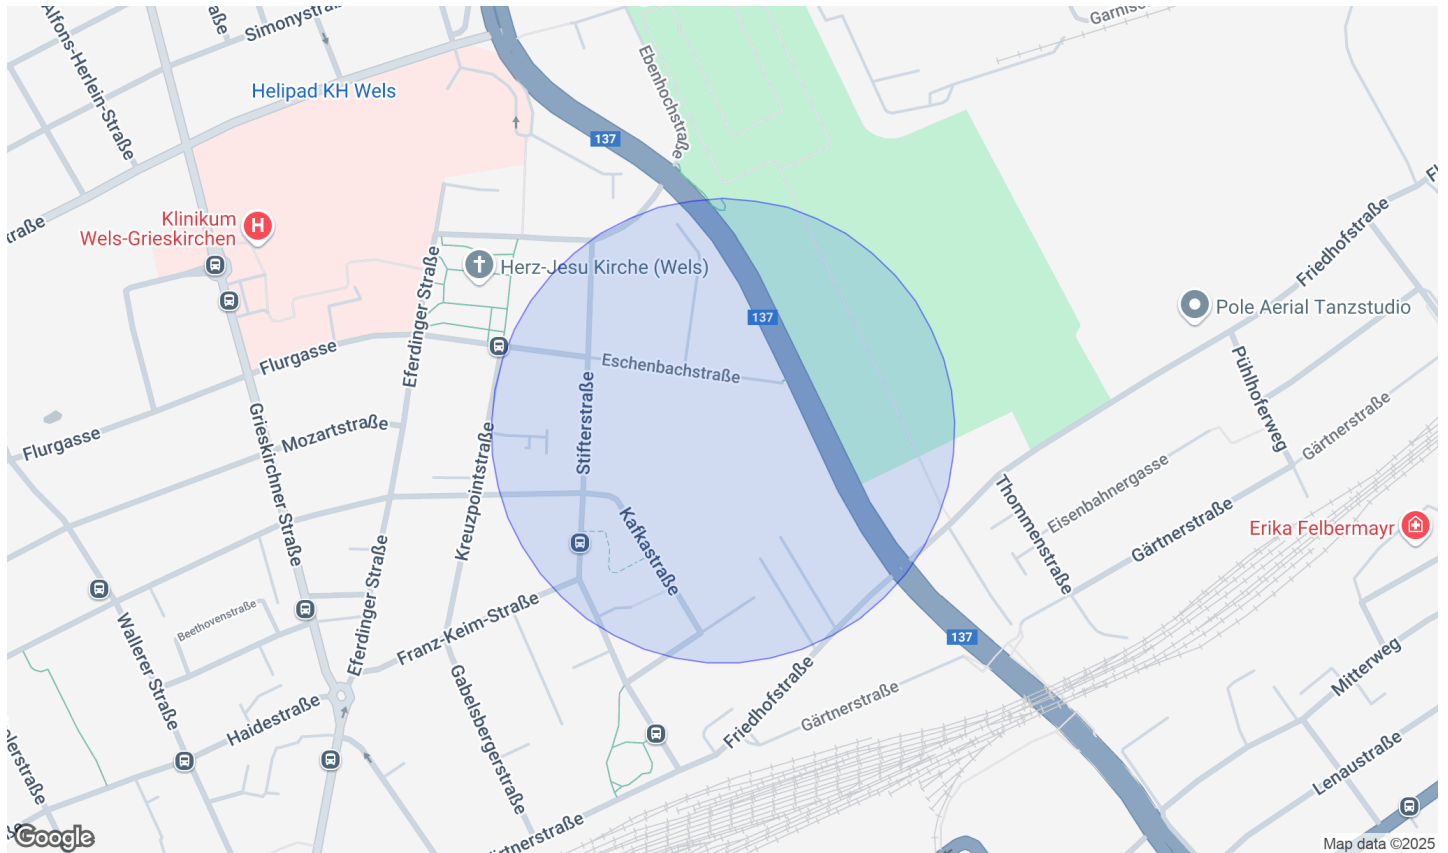 Alfons-Herlein-Straße
Simonystraß
Garnis
Helipad KH Wels
Ebenhochstraße
137
Klinikum
Wels-Grieskirchen
H
Eferdinger Straße
Herz-Jesu Kirche (Wels)
Friedhofstraße
137
Pole Aerial Tanzstudio
Flurgasse
Eschenbachstraße
Pühlhoferweg
Flurgasse
Mozartstraße
Stifterstraße
Gärtnerstraße
Grieskirchner Straße
Kreuzpointstraße
Eisenbahnergasse
Thommenstraße
Kafkastraße
Gärtnerstraße
Erika Felbermayr
Eferdinger Straße
Beethovenstraße
Franz-Keim-Straße
Wallerer Straße
137
Mitterweg
Gabelsbergerstraße
Haidestraße
Friedhofstraße
Gärtnerstraße
Lenaustraße
olerstraße
rtnerstraße
Google
Map data ©2025